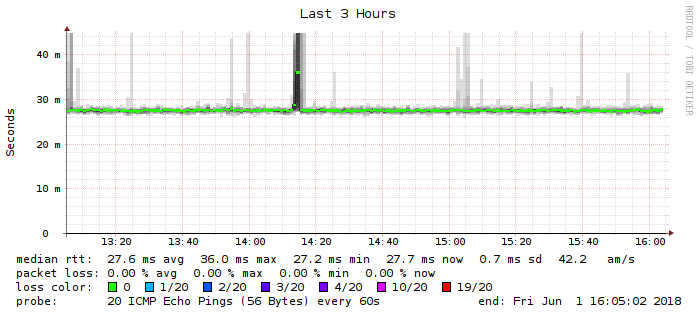 Last 3 Hours
RRDTOOL / TOBI OETIKER
Seconds
40 m
30 m
20 m
10 m
0
13:20 13:40 14:00 14:20 14:40 15:00 15:20 15:40 16:00
median rtt: 27.6 ms avg 36.0 ms max 27.2 ms min 27.7 ms now 0.7 ms sd 42.2 am/s
packet loss: 0.00 % avg 0.00 % max 0.00 % min 0.00 % now
loss color: 0 1/20 2/20 3/20 4/20 10/20 19/20
probe: 20 ICMP Echo Pings (56 Bytes) every 60s end: Fri Jun 1 16:05:02 2018